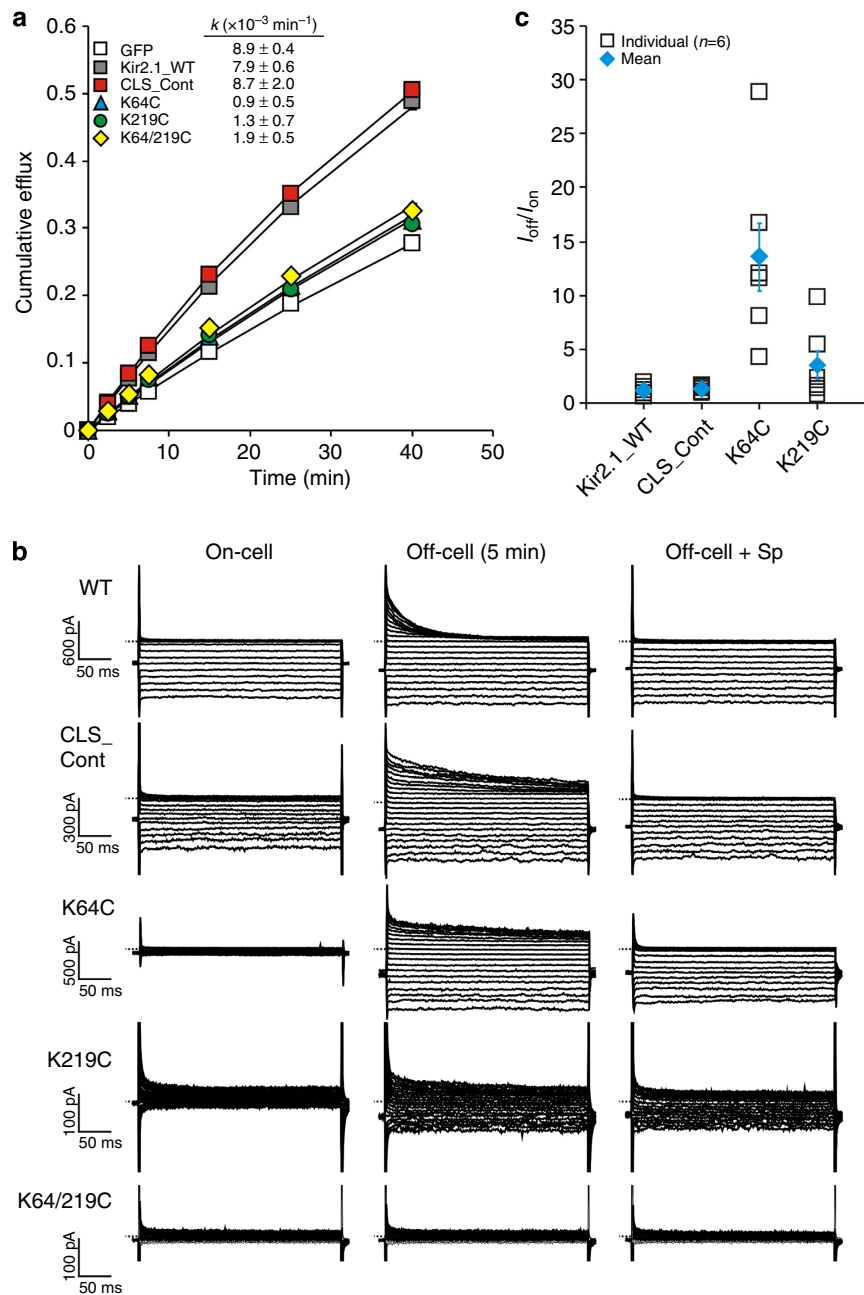 a
k (×10⁻³ min⁻¹)
GFP 8.9 ± 0.4
Kir2.1_WT 7.9 ± 0.6
CLS_Cont 8.7 ± 2.0
K64C 0.9 ± 0.5
K219C 1.3 ± 0.7
K64/219C 1.9 ± 0.5
0.6
0.5
0.4
0.3
0.2
0.1
0
Cumulative efflux
0 10 20 30 40 50
Time (min)
c
Individual (n=6)
Mean
35
30
25
20
15
10
5
0
Ioff/Ion
Kir2.1_WT
CLS_Cont
K64C
K219C
b
On-cell Off-cell (5 min) Off-cell + Sp
WT
600 pA
50 ms
CLS_
Cont
300 pA
50 ms
K64C
500 pA
50 ms
K219C
100 pA
50 ms
K64/219C
100 pA
50 ms